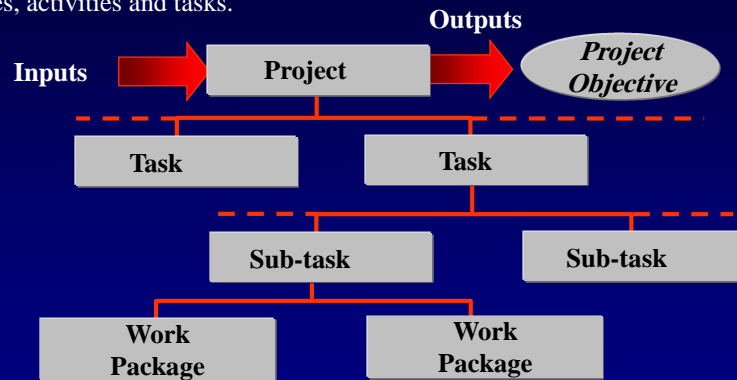 es, activities and tasks.
Outputs
Inputs
Project
Project
Objective
Task
Task
Sub-task
Sub-task
Work
Package
Work
Package